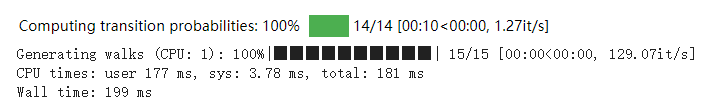 Computing transition probabilities: 100% 14/14 [00:10<00:00, 1.27it/s]
Generating walks (CPU: 1): 100%|██████████| 15/15 [00:00<00:00, 129.07it/s]
CPU times: user 177 ms, sys: 3.78 ms, total: 181 ms
Wall time: 199 ms